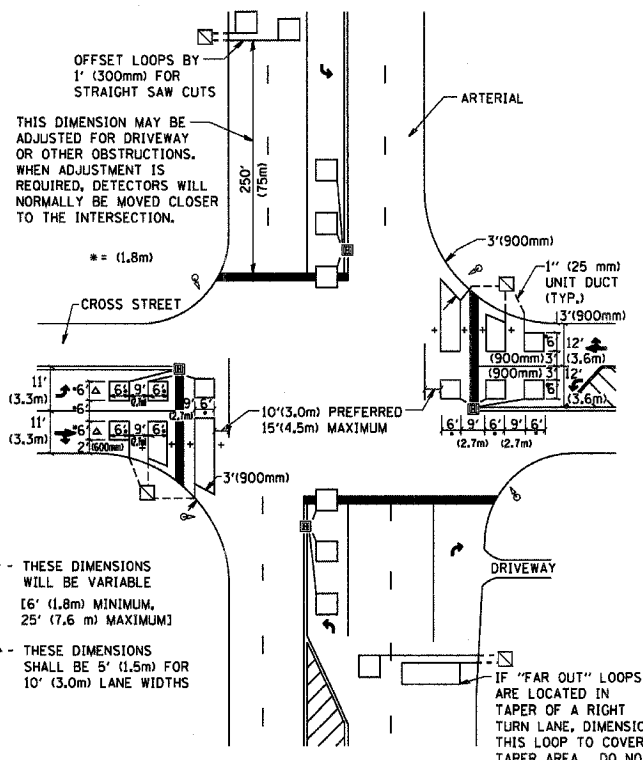 OFFSET LOOPS BY
1' (300mm) FOR
STRAIGHT SAW CUTS
ARTERIAL
THIS DIMENSION MAY BE
ADJUSTED FOR DRIVEWAY
OR OTHER OBSTRUCTIONS.
WHEN ADJUSTMENT IS
REQUIRED, DETECTORS WILL
NORMALLY BE MOVED CLOSER
TO THE INTERSECTION.
250'
(75m)
* = (1.8m)
3'(900mm)
1" (25 mm)
UNIT DUCT
(TYP.)
CROSS STREET
3'(900mm)
6'
12'
(900mm) 3'
(3.6m)
(900mm) 3'
12'
6'
(3.6m)
6' 9' 6' 9' 6'
(2.7m) (2.7m)
11'
(3.3m)
*6'
6' 9' 6'
9' 6'
(2.7m)
*6'
11'
(3.3m)
*6'
6' 9' 6'
2'
(600mm)
10'(3.0m) PREFERRED
15'(4.5m) MAXIMUM
3'(900mm)
- THESE DIMENSIONS
WILL BE VARIABLE
[6' (1.8m) MINIMUM,
25' (7.6 m) MAXIMUM]
- THESE DIMENSIONS
SHALL BE 5' (1.5m) FOR
10' (3.0m) LANE WIDTHS
DRIVEWAY
IF "FAR OUT" LOOPS
ARE LOCATED IN
TAPER OF A RIGHT
TURN LANE, DIMENSIO
THIS LOOP TO COVER
TAPER AREA. DO NO